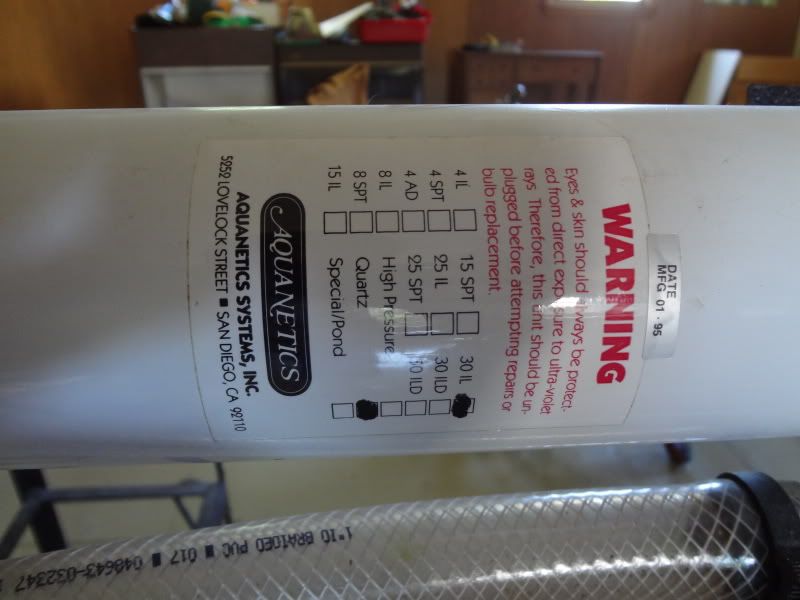 DATE
MFG 01 · 95
WARNING
Eyes & skin should always be protect-
ed from direct exposure to ultra-violet
rays. Therefore, this unit should be un-
plugged before attempting repairs or
bulb replacement.
4 IL 15 SPT 30 IL
4 SPT 25 IL 30 ILD
4 AD 25 SPT ILD
8 IL High Pressure
8 SPT Quartz
15 IL Special/Pond
AQUANETICS
AQUANETICS SYSTEMS, INC.
5252 LOVELOCK STREET ■ SAN DIEGO, CA 92110
1"ID BRAIDED PVC ■ 017 ■ 048643-032347